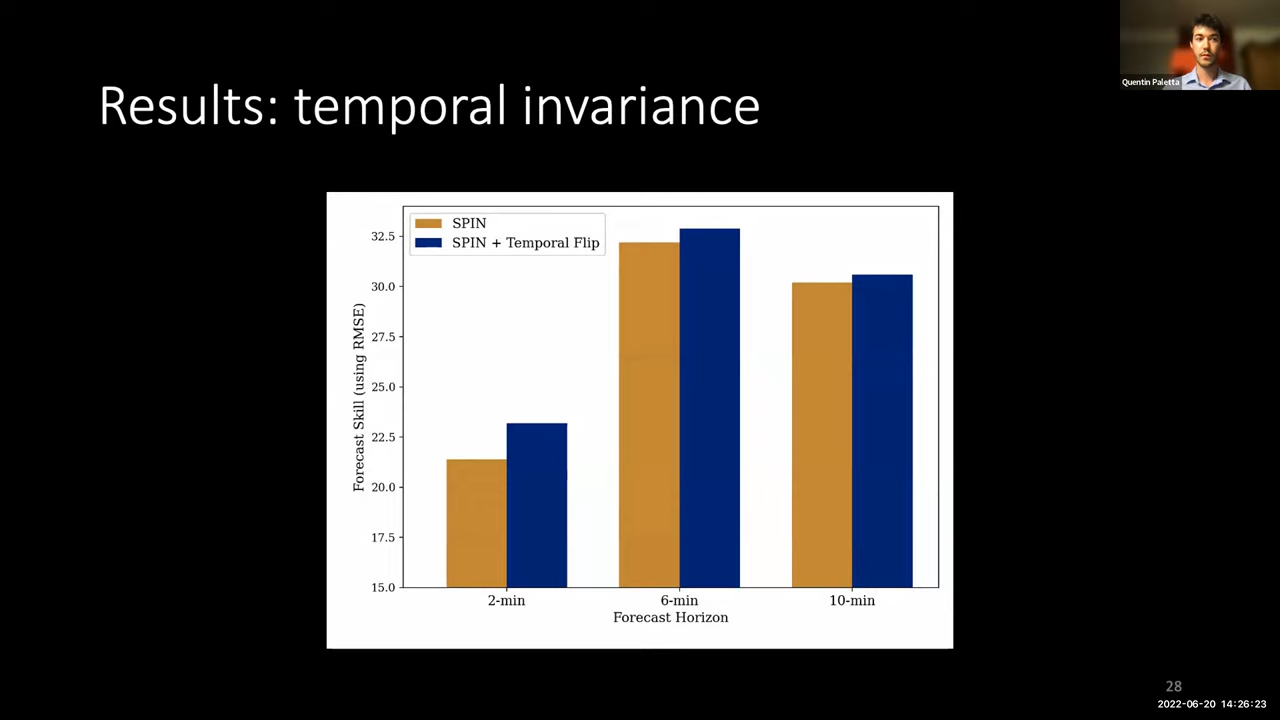 Quentin Paletta
Results: temporal invariance
SPIN
SPIN + Temporal Flip
Forecast Skill (using RMSE)
32.5
30.0
27.5
25.0
22.5
20.0
17.5
15.0
2-min
6-min
10-min
Forecast Horizon
28
2022-06-20 14:26:23